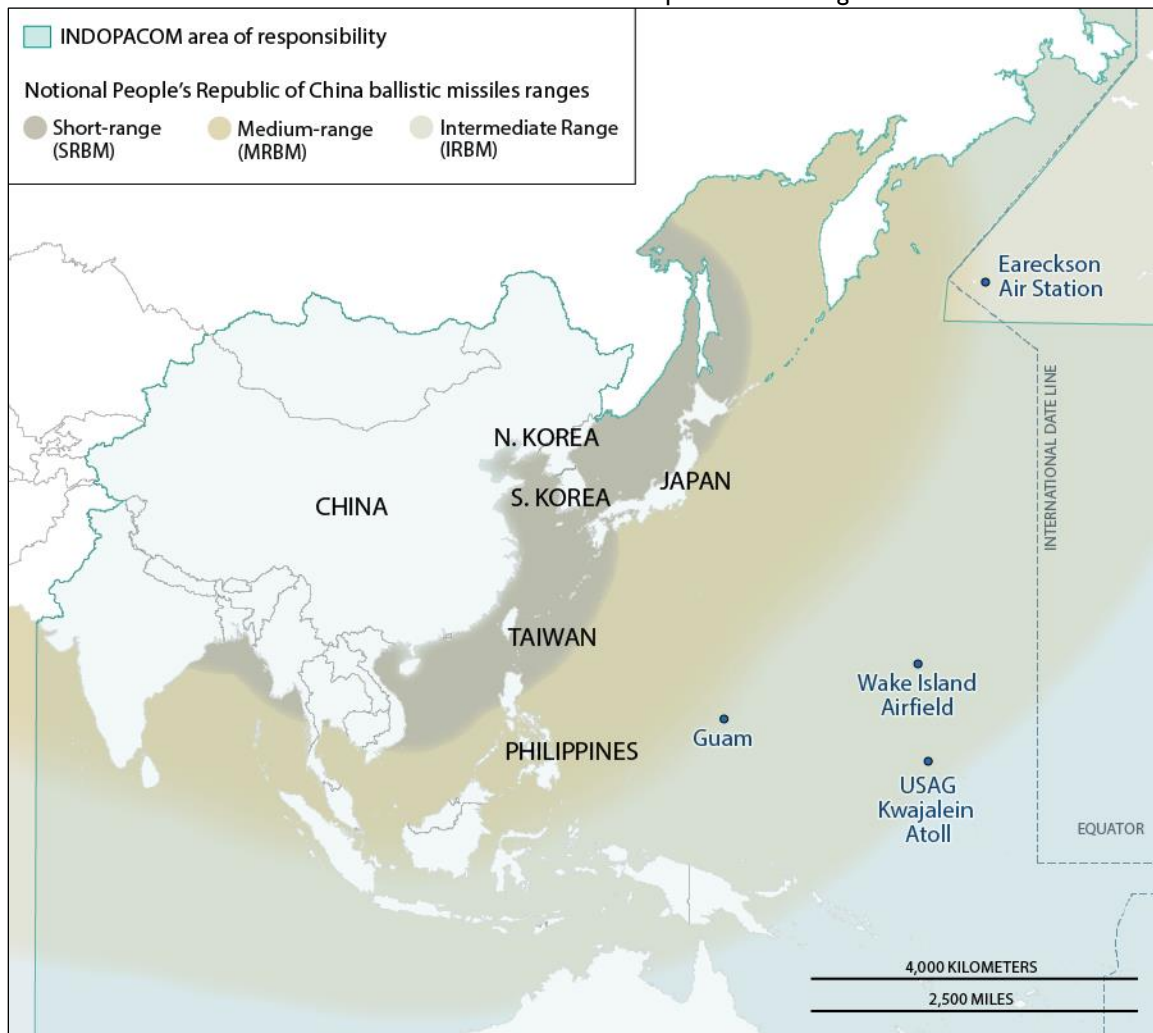 INDOPACOM area of responsibility
Notional People's Republic of China ballistic missiles ranges
Short-range
(SRBM)
Medium-range
(MRBM)
Intermediate Range
(IRBM)
Eareckson
Air Station
INTERNATIONAL DATE LINE
N. KOREA
JAPAN
S. KOREA
CHINA
TAIWAN
Wake Island
Airfield
Guam
PHILIPPINES
USAG
Kwajalein
Atoll
EQUATOR
4,000 KILOMETERS
2,500 MILES